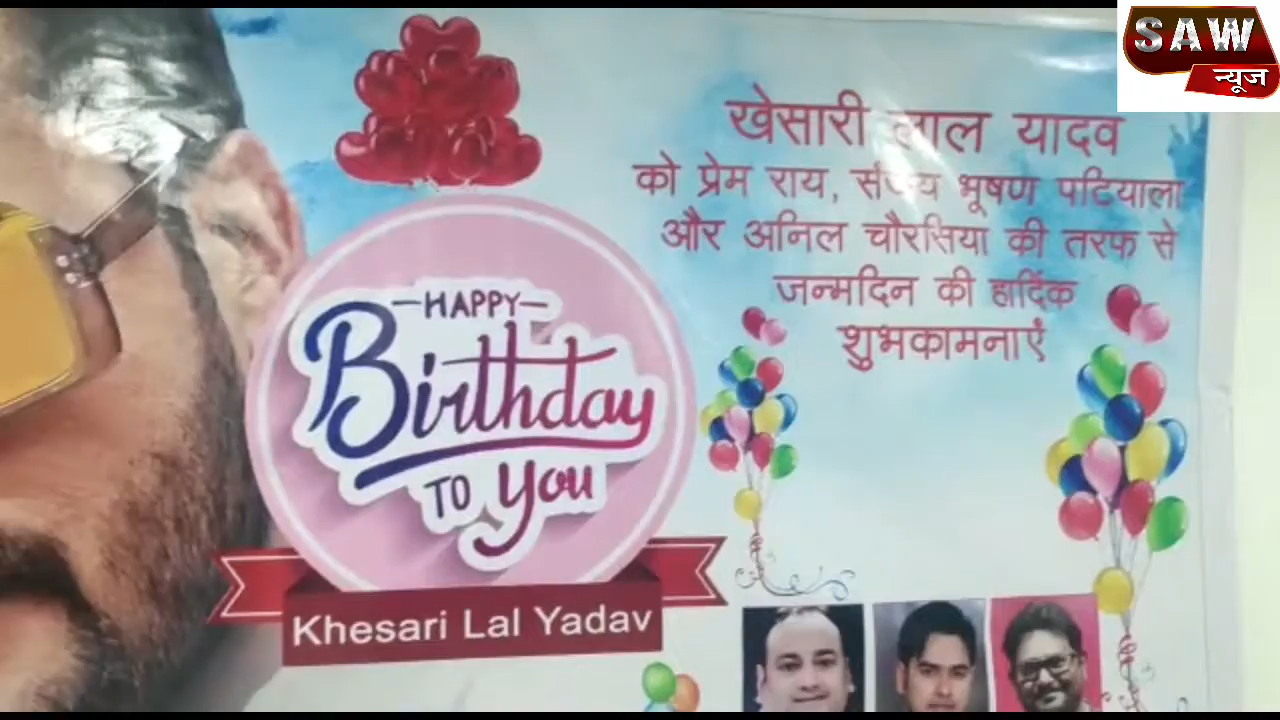 SAW
न्यूज
खेसारी लाल यादव
को प्रेम राय, संजय भूषण पटियाला
और अनिल चौरसिया की तरफ से
जन्मदिन की हार्दिक
शुभकामनाएं
HAPPY
Birthday
TO You
Khesari Lal Yadav